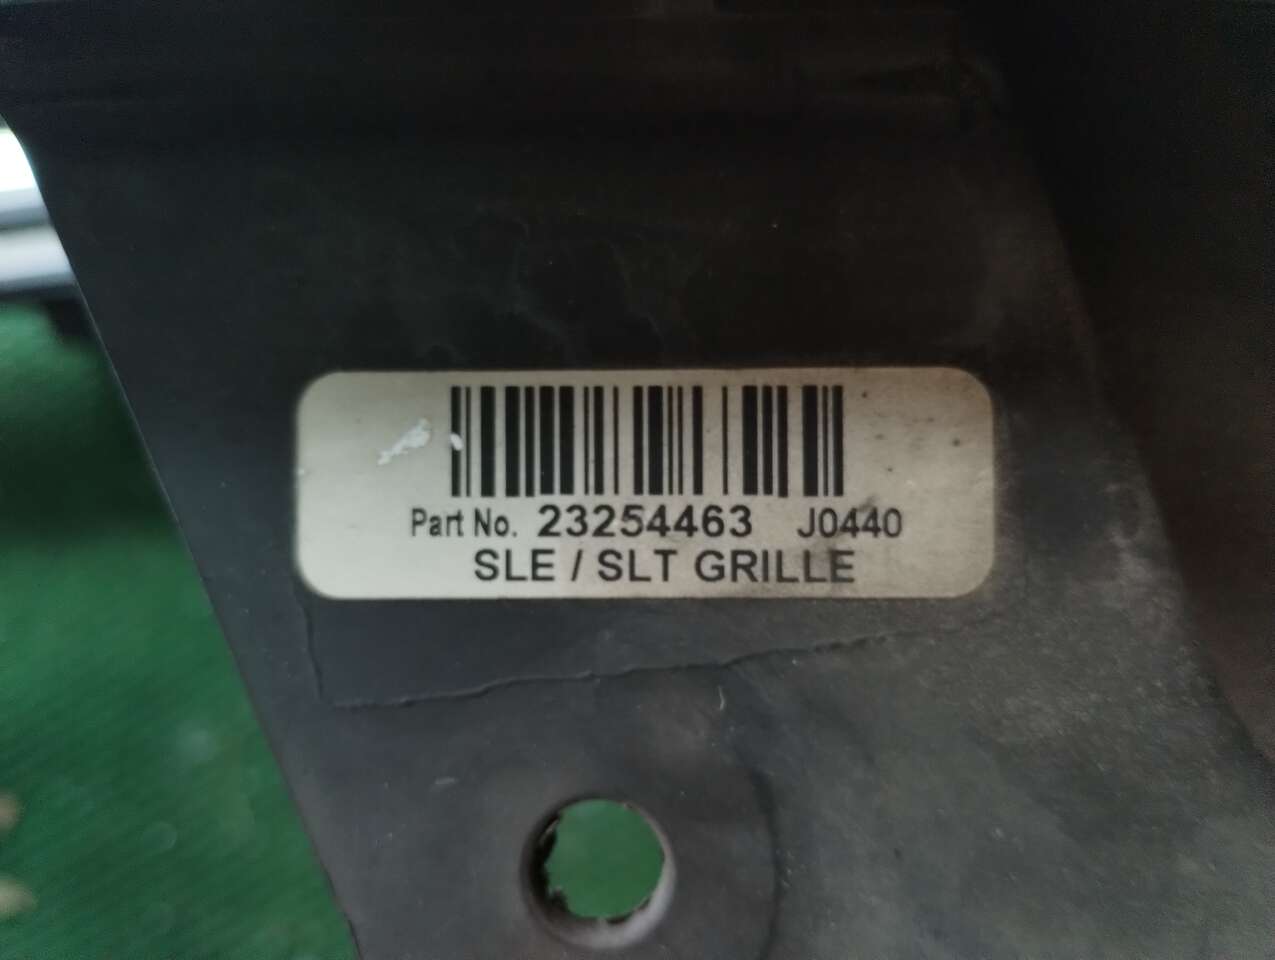 Part No. 23254463 J0440
SLE / SLT GRILLE